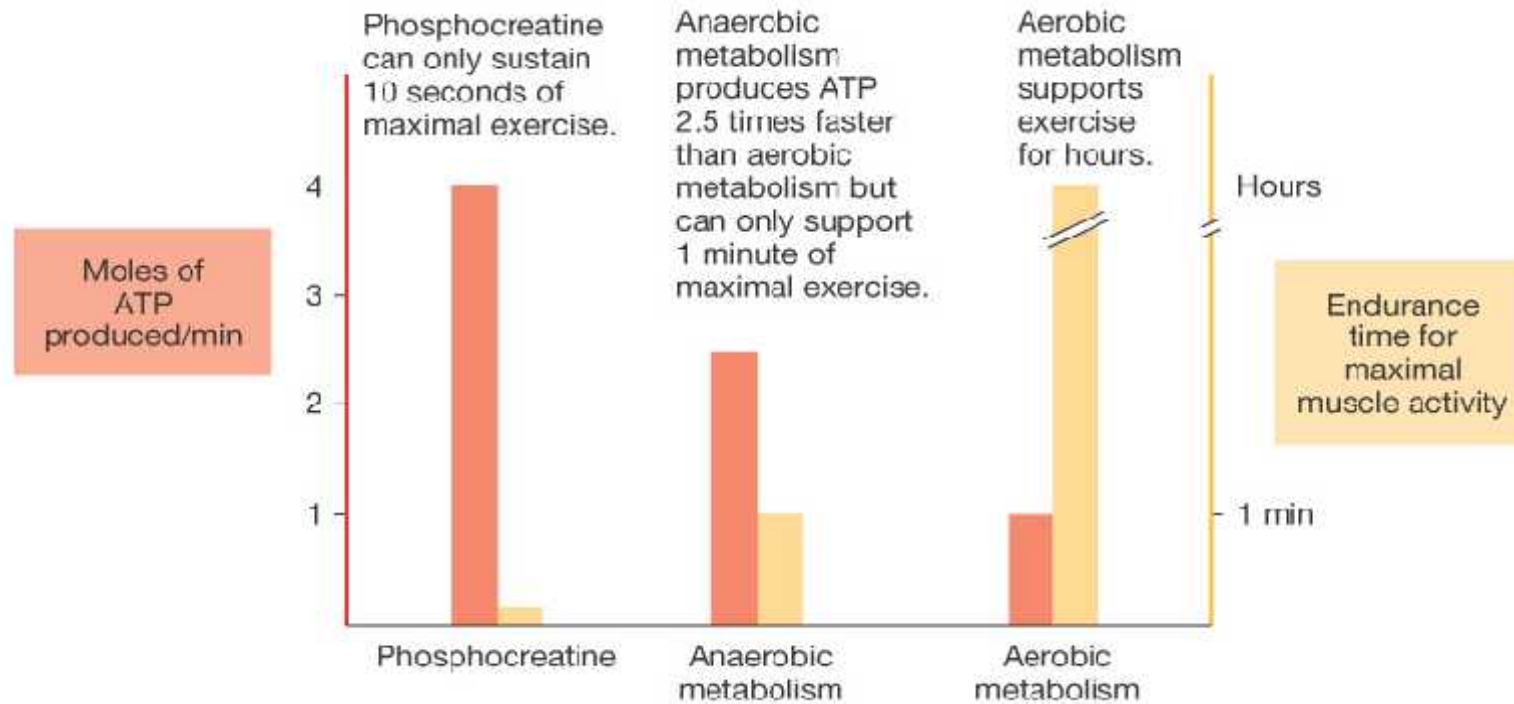 Phosphocreatine
can only sustain
10 seconds of
maximal exercise.
Anaercbic
metabolism
produces ATP
2.5 times faster
than aerobic
metabolism but
can only support
1 minute of
maximal exercise.
Aerobic
metabolism
supports
exercise
for hours.
4
3
2
1
Moles of
ATP
produced/min
Hours
1 min
Endurance
time for
maximal
muscle activity
Phosphocreatine
Anaerobic
metabolism
Aerobic
metabolism